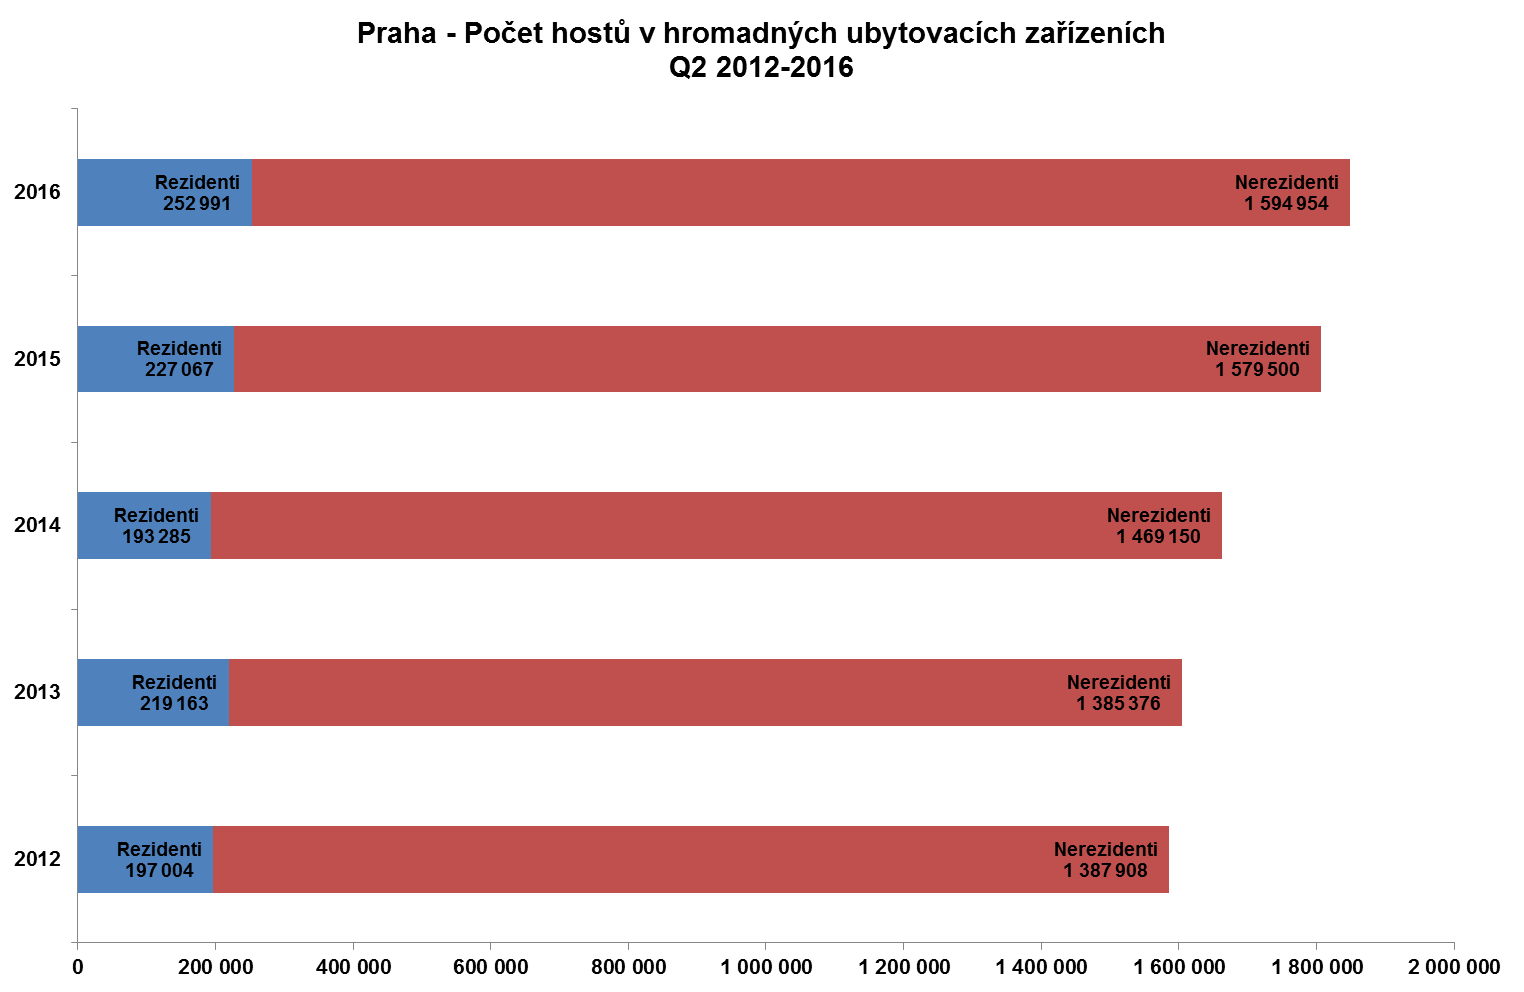 Praha - Počet hostů v hromadných ubytovacích zařízeních
Q2 2012-2016
2016
Rezidenti
252 991
Nerezidenti
1 594 954
2015
Rezidenti
227 067
Nerezidenti
1 579 500
2014
Rezidenti
193 285
Nerezidenti
1 469 150
2013
Rezidenti
219 163
Nerezidenti
1 385 376
2012
Rezidenti
197 004
Nerezidenti
1 387 908
0 200 000 400 000 600 000 800 000 1 000 000 1 200 000 1 400 000 1 600 000 1 800 000 2 000 000